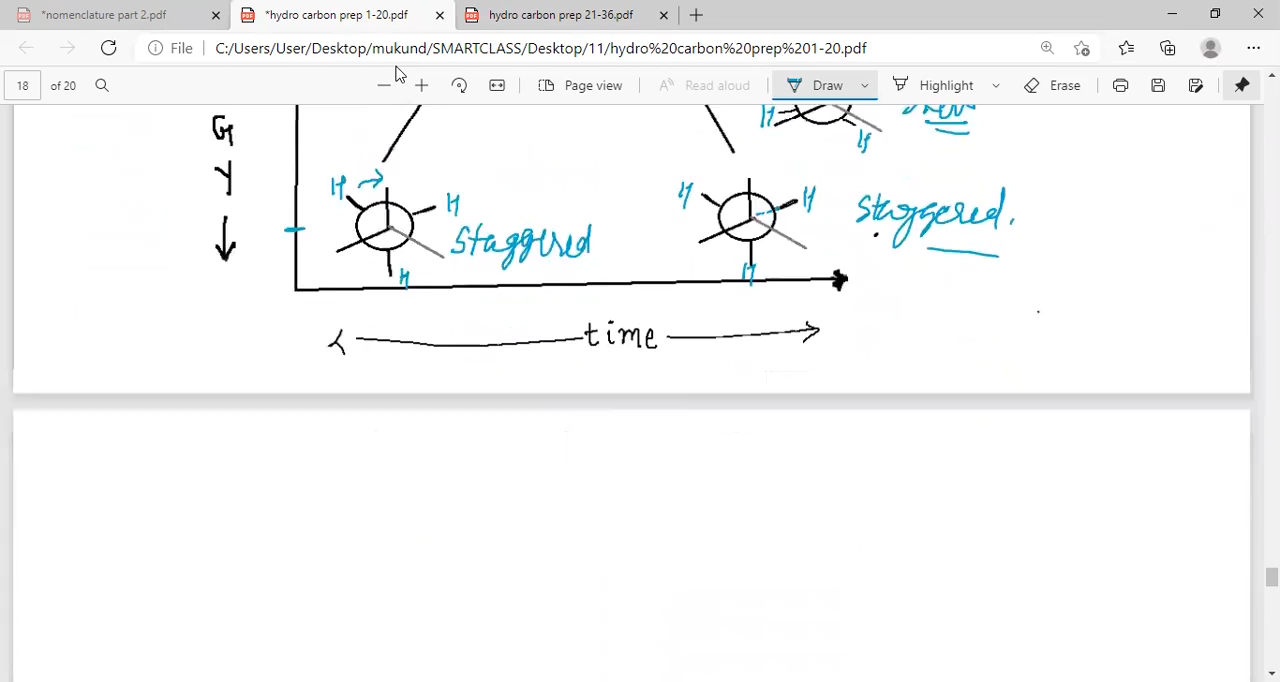 *nomenclature part 2.pdf
*hydro carbon prep 1-20.pdf
hydro carbon prep 21-36.pdf
File
C:/Users/User/Desktop/mukund/SMARTCLASS/Desktop/11/hydro%20carbon%20prep%201-20.pdf
18 of 20
Page view
Read aloud
Draw
Highlight
Erase
G
H
Y
H
H H
Staggered
H
H H
Staggered.
H
time